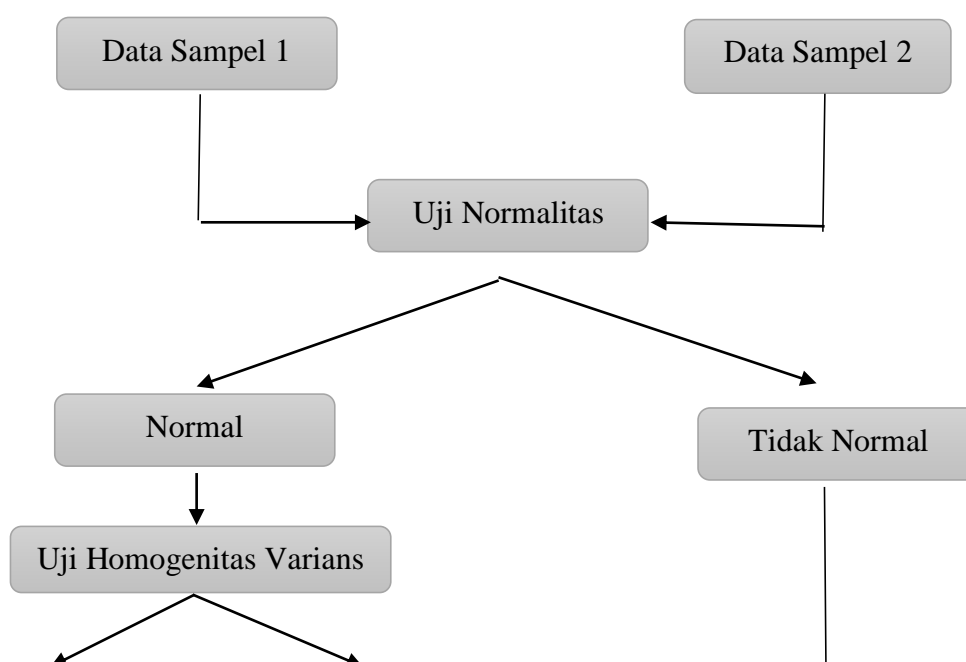 Data Sampel 1
Data Sampel 2
Uji Normalitas
Normal
Tidak Normal
Uji Homogenitas Varians